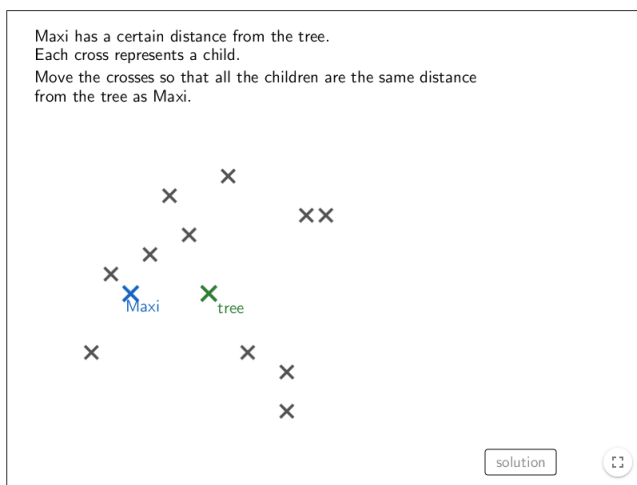 Maxi has a certain distance from the tree.
Each cross represents a child.
Move the crosses so that all the children are the same distance
from the tree as Maxi.
Maxi
tree
solution